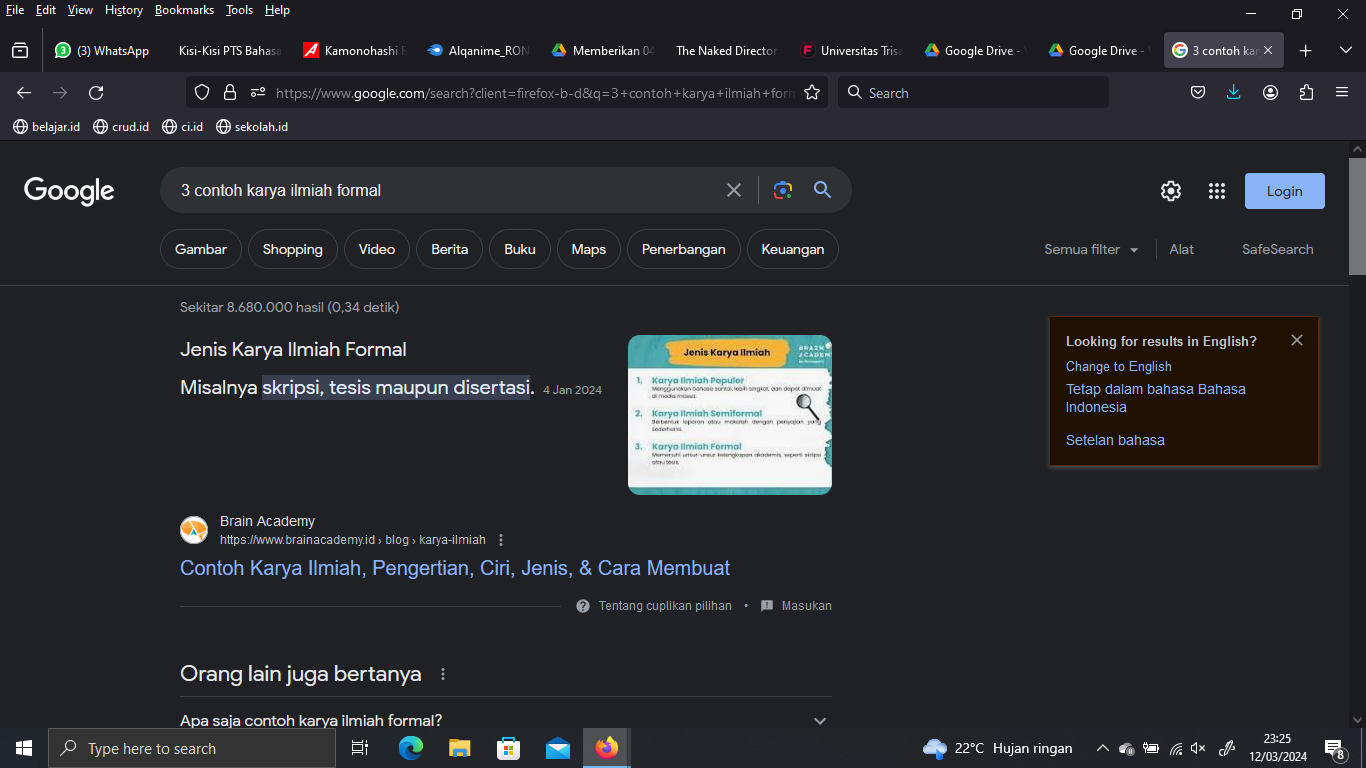 File Edit View History Bookmarks Tools Help
(3) WhatsApp
Kisi-Kisi PTS Bahasa
Kamonohashi R
Alqanime_RON
Memberikan 04
The Naked Director
Universitas Trisa
Google Drive -
Google Drive -
3 contoh kar
https://www.google.com/search?client=firefox-b-d&q=3+contoh+karya+ilmiah+form
Search
belajar.id crud.id ci.id sekolah.id
Google
3 contoh karya ilmiah formal
Login
Gambar Shopping Video Berita Buku Maps Penerbangan Keuangan
Semua filter Alat SafeSearch
Sekitar 8.680.000 hasil (0,34 detik)
Jenis Karya Ilmiah Formal
Misalnya skripsi, tesis maupun disertasi. 4 Jan 2024
Jenis Karya Ilmiah
BRAIN ACADEMY
1. Karya Ilmiah Populer
Menggunakan bahasa santai, lebih singkat, dan dapat dimuat
di media massa.
2. Karya Ilmiah Semiformal
Berbentuk laporan atau makalah dengan penyajian yang
sederhana.
3. Karya Ilmiah Formal
Memenuhi unsur-unsur kelengkapan akademis, seperti skripsi
atau tesis.
Looking for results in English?
Change to English
Tetap dalam bahasa Bahasa
Indonesia
Setelan bahasa
Brain Academy
https://www.brainacademy.id › blog › karya-ilmiah
Contoh Karya Ilmiah, Pengertian, Ciri, Jenis, & Cara Membuat
Tentang cuplikan pilihan • Masukan
Orang lain juga bertanya
Apa saja contoh karya ilmiah formal?
Type here to search
22°C Hujan ringan
23:25
12/03/2024
8